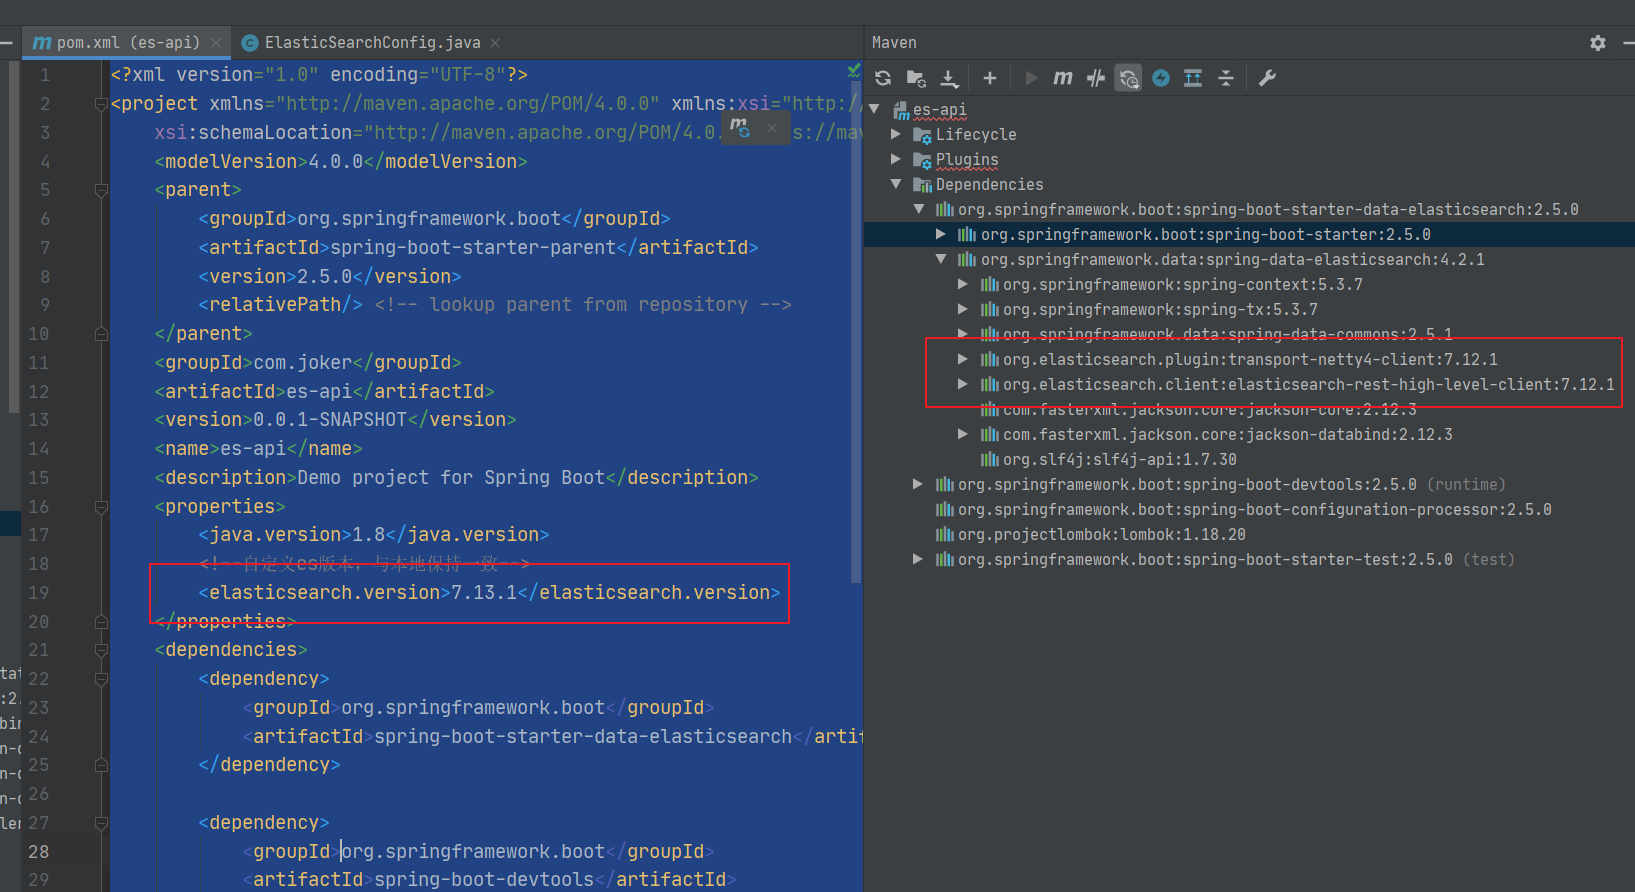 pom.xml (es-api)
ElasticSearchConfig.java
1 <?xml version="1.0" encoding="UTF-8"?>
2 <project xmlns="http://maven.apache.org/POM/4.0.0" xmlns:xsi="http:/
3 xsi:schemaLocation="http://maven.apache.org/POM/4.0. s://mav
4 <modelVersion>4.0.0</modelVersion>
5 <parent>
6 <groupId>org.springframework.boot</groupId>
7 <artifactId>spring-boot-starter-parent</artifactId>
8 <version>2.5.0</version>
9 <relativePath/> <!-- lookup parent from repository -->
10 </parent>
11 <groupId>com.joker</groupId>
12 <artifactId>es-api</artifactId>
13 <version>0.0.1-SNAPSHOT</version>
14 <name>es-api</name>
15 <description>Demo project for Spring Boot</description>
16 <properties>
17 <java.version>1.8</java.version>
18 <!--自定义es版本，与本地保持一致-->
19 <elasticsearch.version>7.13.1</elasticsearch.version>
20 </properties>
21 <dependencies>
22 <dependency>
23 <groupId>org.springframework.boot</groupId>
24 <artifactId>spring-boot-starter-data-elasticsearch</artif
25 </dependency>
26
27 <dependency>
28 <groupId>org.springframework.boot</groupId>
29 <artifactId>spring-boot-devtools</artifactId>
Maven
es-api
Lifecycle
Plugins
Dependencies
org.springframework.boot:spring-boot-starter-data-elasticsearch:2.5.0
org.springframework.boot:spring-boot-starter:2.5.0
org.springframework.data:spring-data-elasticsearch:4.2.1
org.springframework:spring-context:5.3.7
org.springframework:spring-tx:5.3.7
org.springframework.data:spring-data-commons:2.5.1
org.elasticsearch.plugin:transport-netty4-client:7.12.1
org.elasticsearch.client:elasticsearch-rest-high-level-client:7.12.1
com.fasterxml.jackson.core:jackson-core:2.12.3
com.fasterxml.jackson.core:jackson-databind:2.12.3
org.slf4j:slf4j-api:1.7.30
org.springframework.boot:spring-boot-devtools:2.5.0 (runtime)
org.springframework.boot:spring-boot-configuration-processor:2.5.0
org.projectlombok:lombok:1.18.20
org.springframework.boot:spring-boot-starter-test:2.5.0 (test)